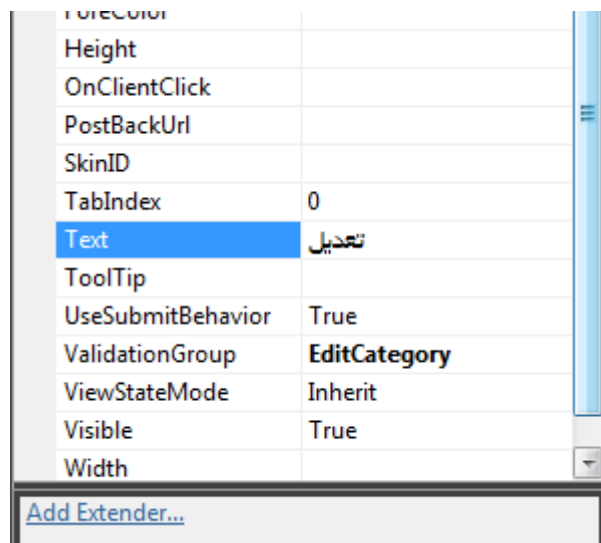 ForeColor
Height
OnClientClick
PostBackUrl
SkinID
TabIndex 0
Text تعديل
ToolTip
UseSubmitBehavior True
ValidationGroup EditCategory
ViewStateMode Inherit
Visible True
Width
Add Extender...